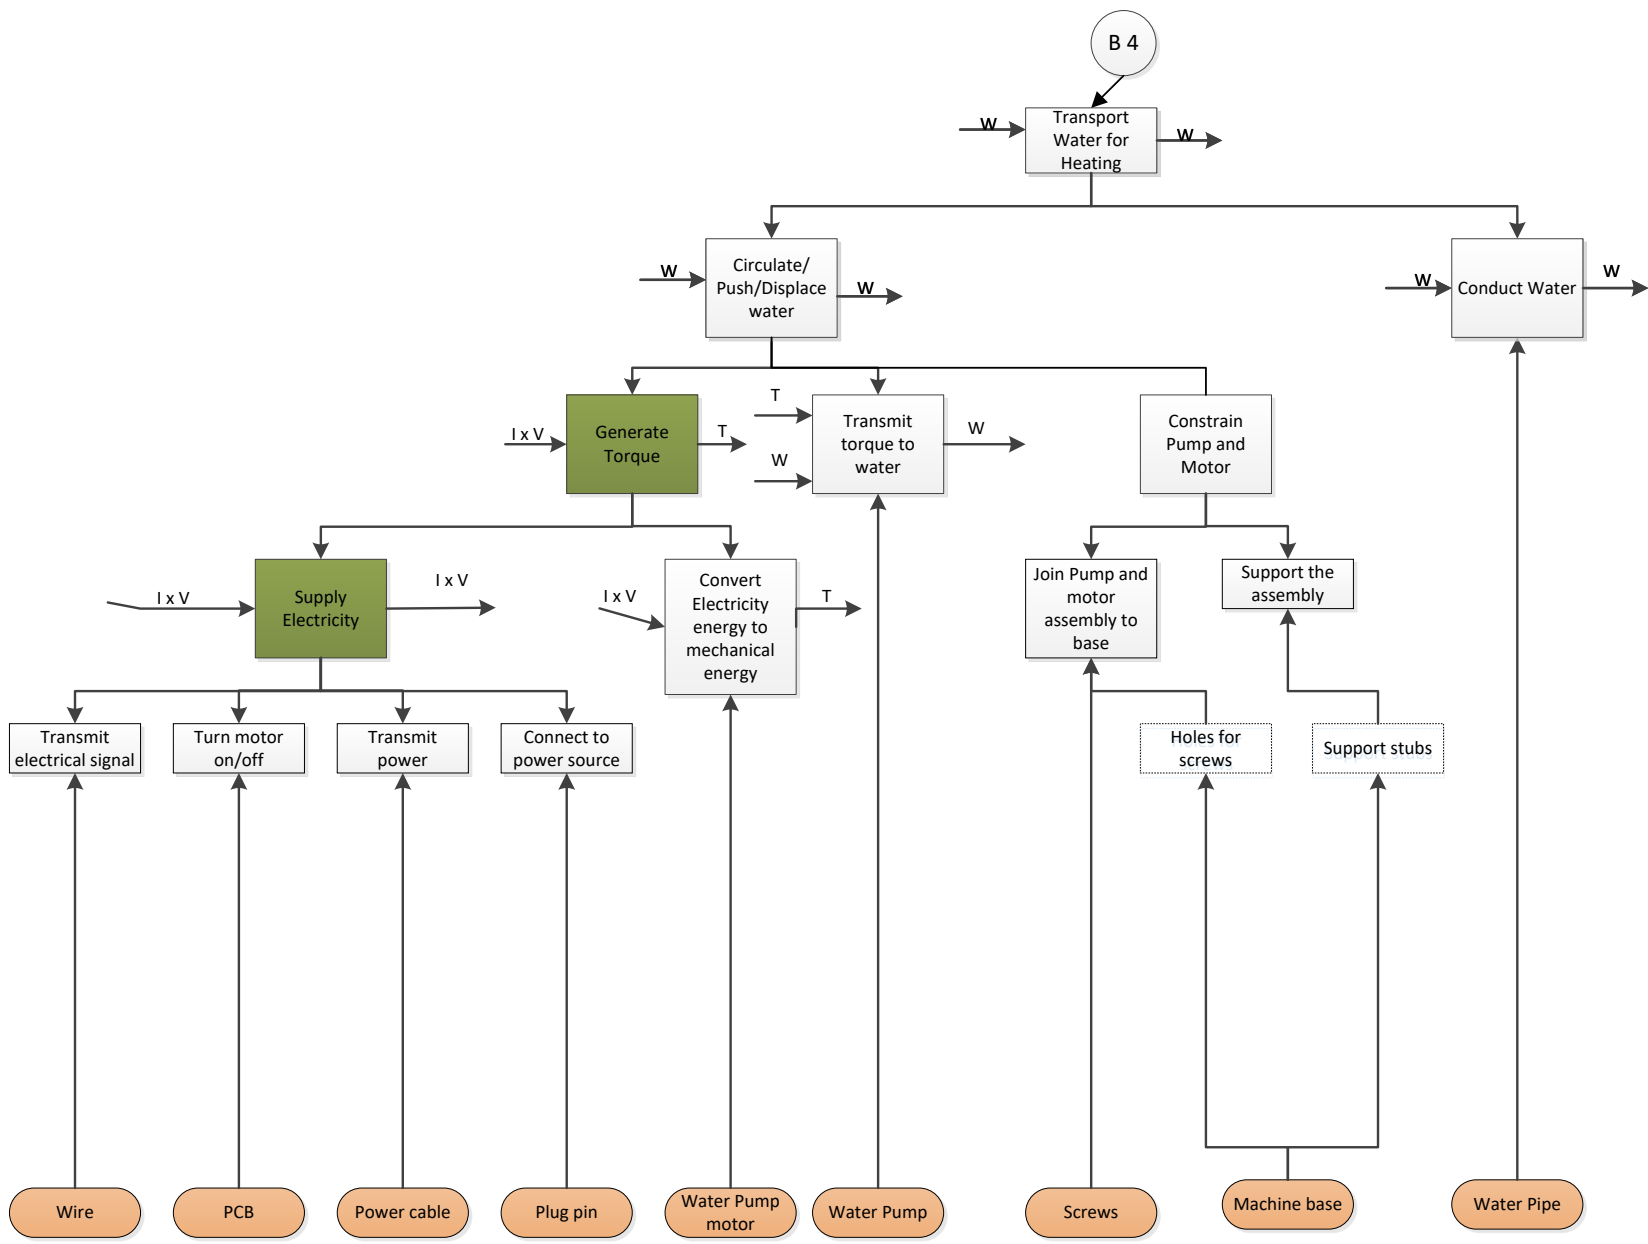 B 4
Transport
Water for
Heating
W
W
Circulate/
Push/Displace
water
W
W
Conduct Water
W
W
Generate
Torque
I x V
T
Transmit
torque to
water
T
W
W
Constrain
Pump and
Motor
Supply
Electricity
I x V
I x V
Convert
Electricity
energy to
mechanical
energy
I x V
T
Join Pump and
motor
assembly to
base
Support the
assembly
Transmit
electrical signal
Turn motor
on/off
Transmit
power
Connect to
power source
Holes for
screws
Support stubs
Wire
PCB
Power cable
Plug pin
Water Pump
motor
Water Pump
Screws
Machine base
Water Pipe